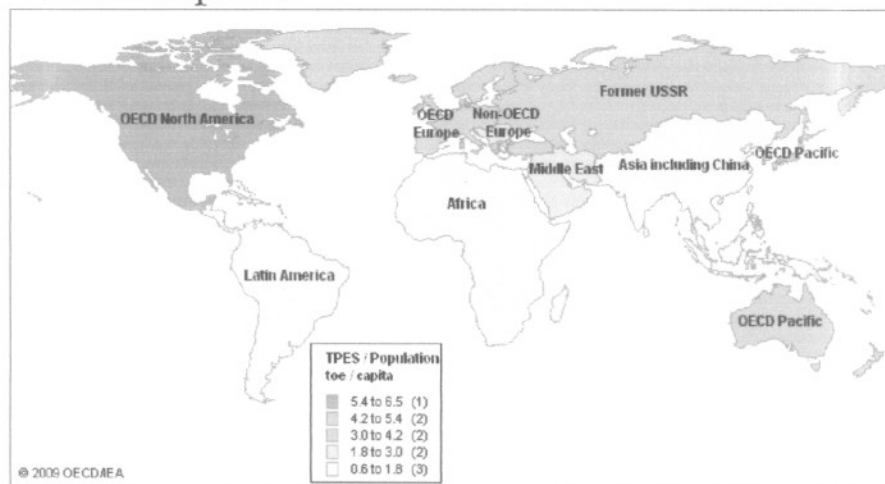 OECD North America
Former USSR
OECD
Europe
Non-OECD
Europe
Middle East
Asia including China
OECD Pacific
Africa
Latin America
OECD Pacific
TPES / Population
toe / capita
5.4 to 6.5 (1)
4.2 to 5.4 (2)
3.0 to 4.2 (2)
1.8 to 3.0 (2)
0.6 to 1.8 (3)
© 2009 OECD/IEA